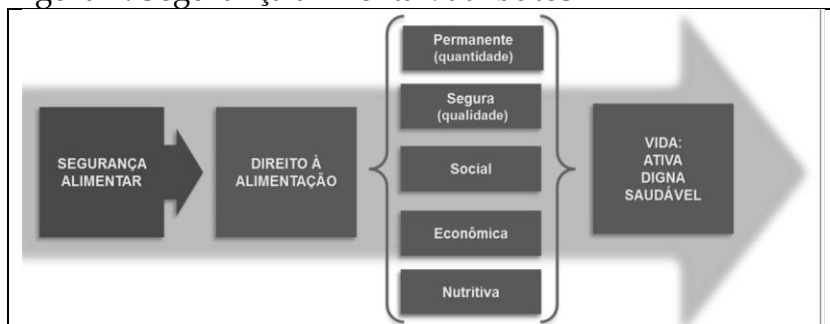 SEGURANÇA
ALIMENTAR
DIREITO À
ALIMENTAÇÃO
Permanente
(quantidade)
Segura
(qualidade)
Social
Econômica
Nutritiva
VIDA:
ATIVA
DIGNA
SAUDÁVEL